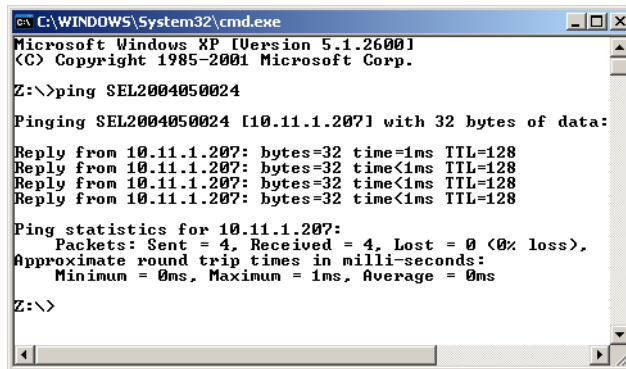 C:\WINDOWS\System32\cmd.exe
Microsoft Windows XP [Version 5.1.2600]
(C) Copyright 1985-2001 Microsoft Corp.
Z:\>ping SEL2004050024
Pinging SEL2004050024 [10.11.1.207] with 32 bytes of data:
Reply from 10.11.1.207: bytes=32 time=1ms TTL=128
Reply from 10.11.1.207: bytes=32 time<1ms TTL=128
Reply from 10.11.1.207: bytes=32 time<1ms TTL=128
Reply from 10.11.1.207: bytes=32 time<1ms TTL=128
Ping statistics for 10.11.1.207:
    Packets: Sent = 4, Received = 4, Lost = 0 (0% loss),
Approximate round trip times in milli-seconds:
    Minimum = 0ms, Maximum = 1ms, Average = 0ms
Z:\>